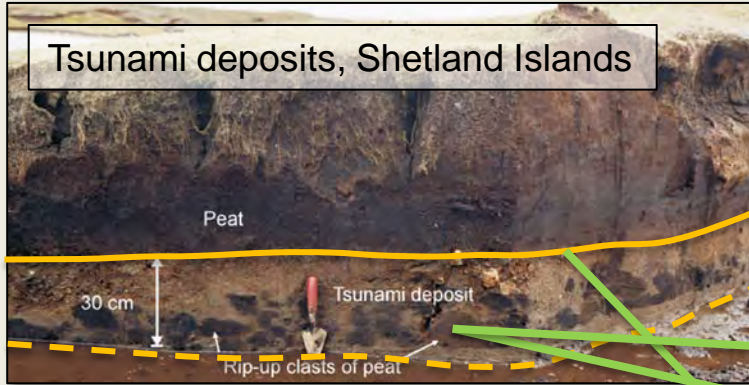 Tsunami deposits, Shetland Islands
Peat
30 cm
Tsunami deposit
Rip-up clasts of peat